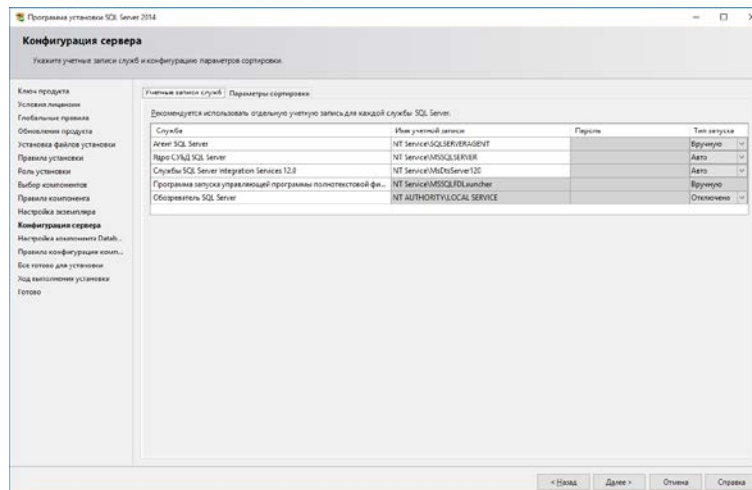 Программа установки SQL Server 2014
Конфигурация сервера
Укажите учетные записи служб и конфигурацию параметров сортировки.
Ключ продукта
Условия лицензии
Глобальные правила
Обновления продукта
Установка файлов установки
Правила установки
Роль установки
Выбор компонентов
Правила компонента
Настройка экземпляра
Конфигурация сервера
Настройка компонента Datab...
Правила конфигурации комп...
Все готово для установки
Ход выполнения установки
Готово
Учетные записи служб Параметры сортировки
Рекомендуется использовать отдельную учетную запись для каждой службы SQL Server.
Служба Имя учетной записи Пароль Тип запуска
Агент SQL Server NT Service\SQLSERVERAGENT Вручную
Ядро СУБД SQL Server NT Service\MSSQLSERVER Авто
Службы SQL Server Integration Services 12.0 NT Service\MsDtsServer120 Авто
Программа запуска управляющей программы полнотекстовой фи... NT Service\MSSQLFDLauncher Вручную
Обозреватель SQL Server NT AUTHORITY\LOCAL SERVICE Отключено
< Назад Далее > Отмена Справка